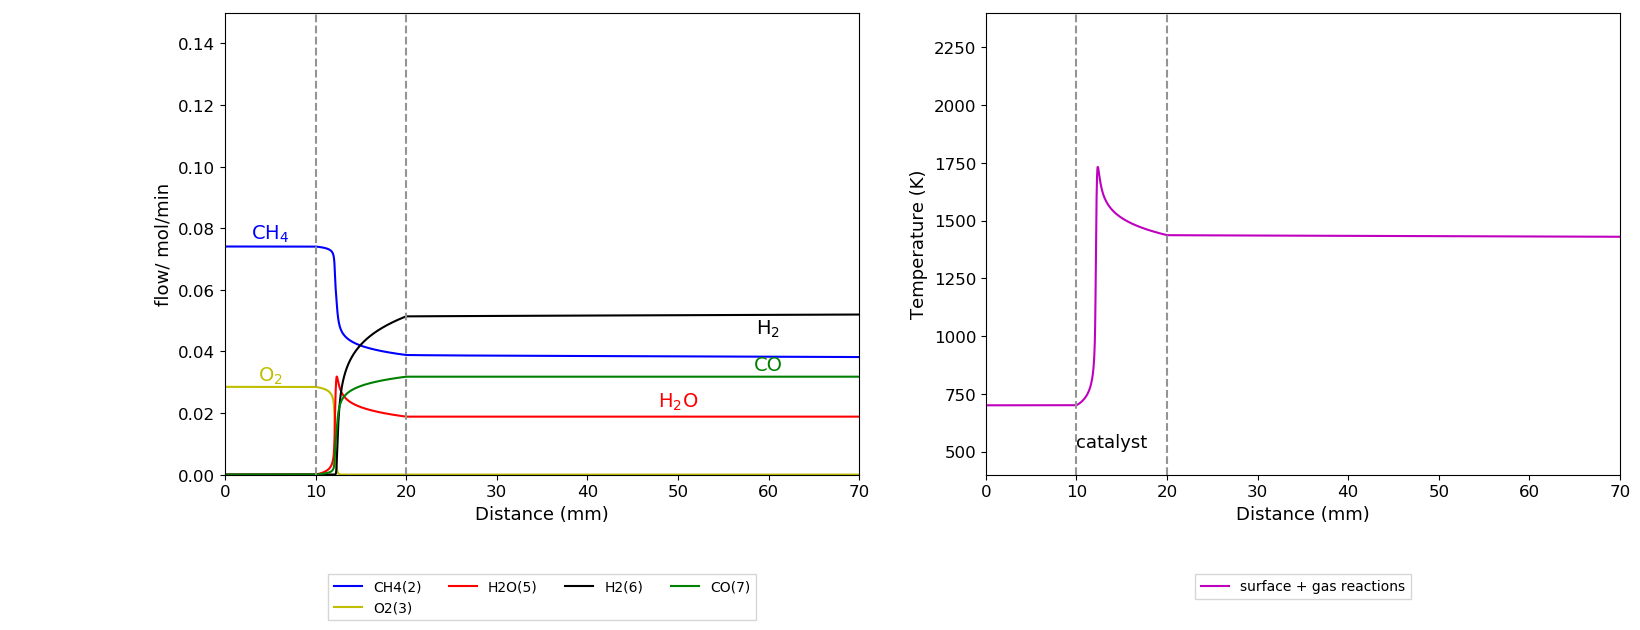 0.14
0.12
0.10
0.08
0.06
0.04
0.02
0.00
flow/ mol/min
CH₄
O₂
H₂
CO
H₂O
0 10 20 30 40 50 60 70
Distance (mm)
CH4(2) H2O(5) H2(6) CO(7)
O2(3)
2250
2000
1750
1500
1250
1000
750
500
Temperature (K)
catalyst
0 10 20 30 40 50 60 70
Distance (mm)
surface + gas reactions